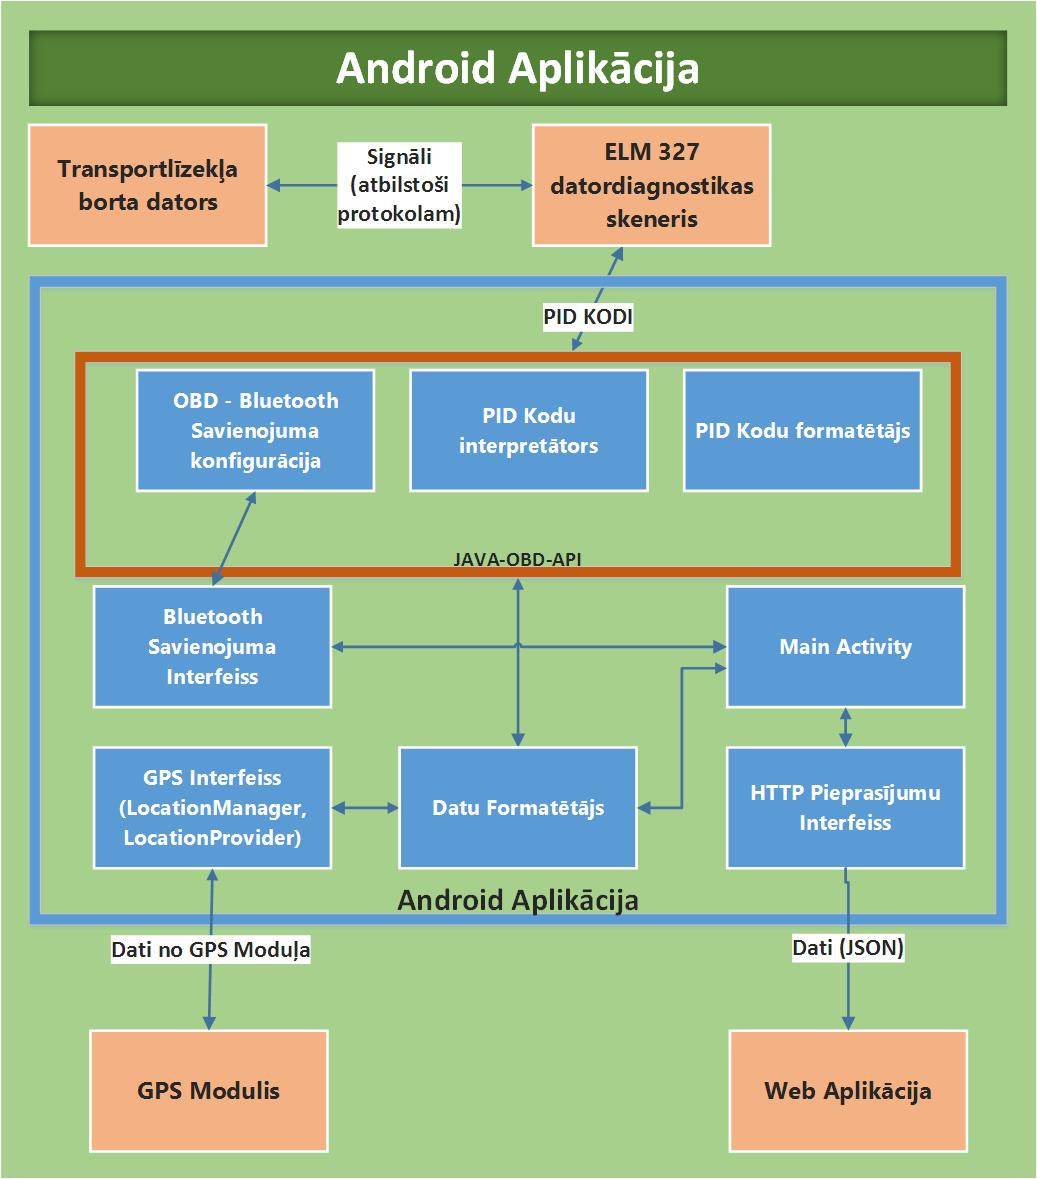 Android Aplikācija
Transportlīzekļa
borta dators
Signāli
(atbilstoši
protokolam)
ELM 327
datordiagnostikas
skeneris
PID KODI
OBD - Bluetooth
Savienojuma
konfigurācija
PID Kodu
interpretātors
PID Kodu formatētājs
JAVA-OBD-API
Bluetooth
Savienojuma
Interfeiss
Main Activity
GPS Interfeiss
(LocationManager,
LocationProvider)
Datu Formatētājs
HTTP Pieprasījumu
Interfeiss
Android Aplikācija
Dati no GPS Moduļa
Dati (JSON)
GPS Modulis
Web Aplikācija